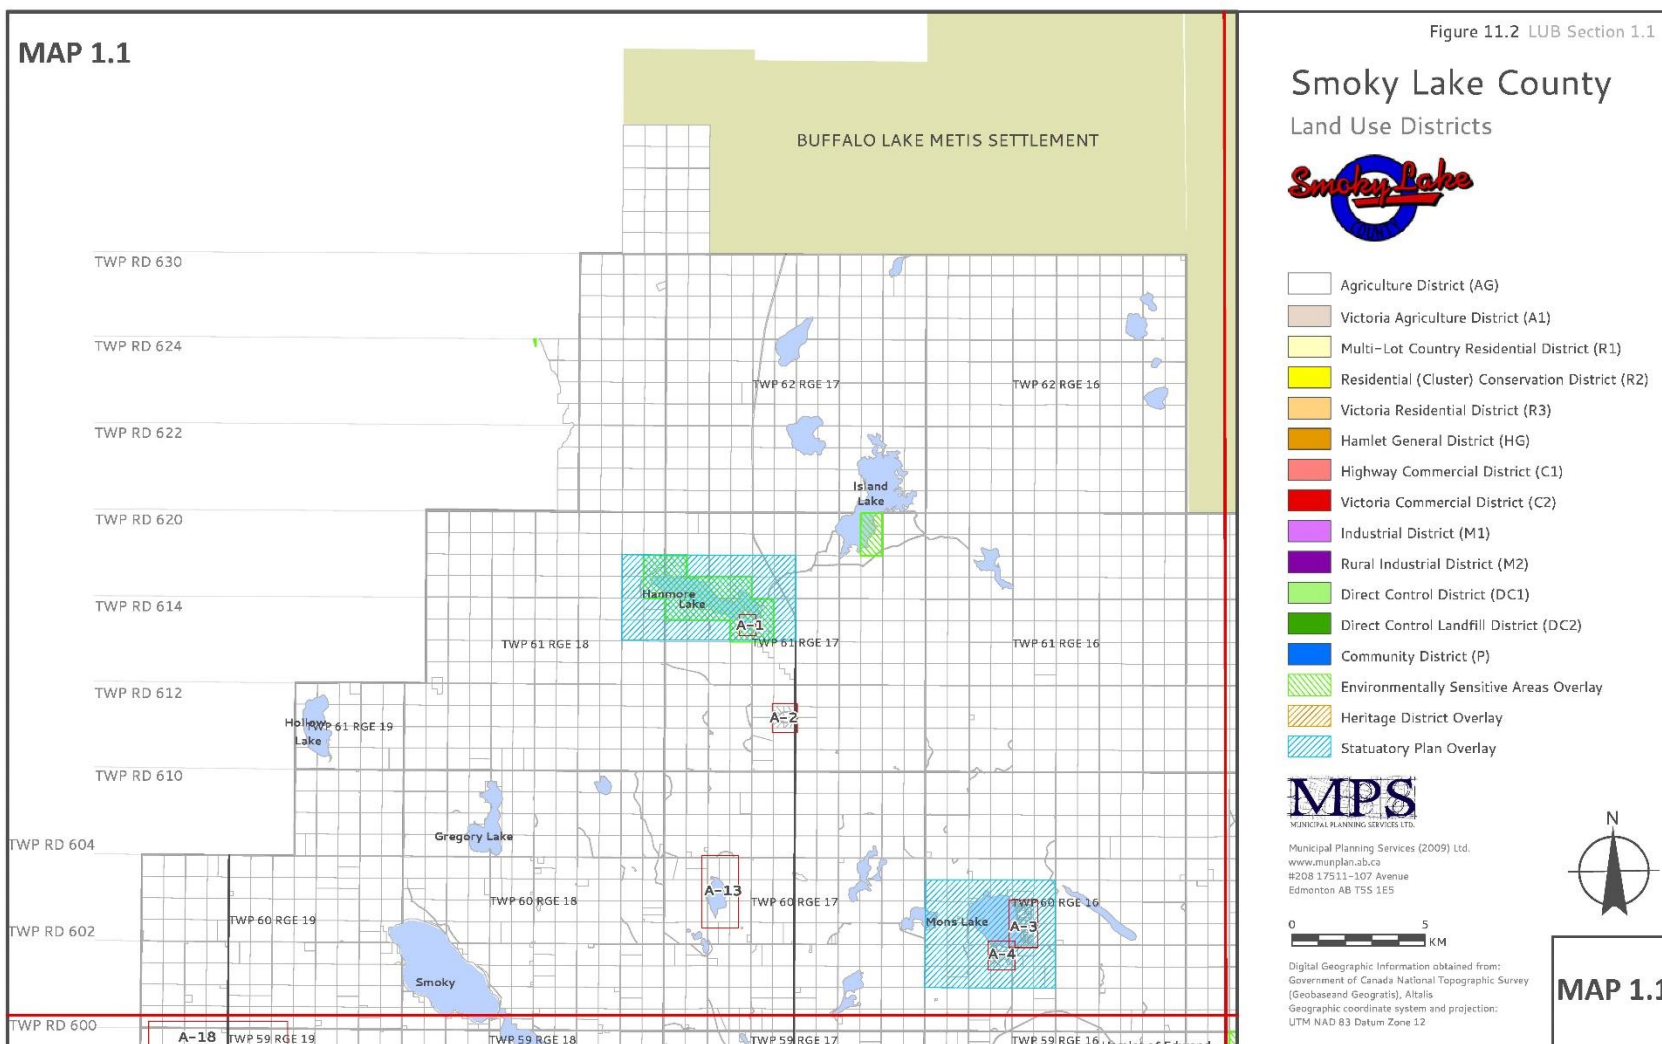 MAP 1.1
BUFFALO LAKE METIS SETTLEMENT
TWP RD 630
TWP RD 624
TWP 62 RGE 17
TWP 62 RGE 16
TWP RD 622
Island
Lake
TWP RD 620
Hanmore
Lake
TWP RD 614
A-1
TWP 61 RGE 18
TWP 61 RGE 17
TWP 61 RGE 16
TWP RD 612
A-2
Hollow
Lake
TWP 61 RGE 19
TWP RD 610
Gregory Lake
TWP RD 604
A-13
TWP 60 RGE 19
TWP 60 RGE 18
TWP 60 RGE 17
TWP 60 RGE 16
Mons Lake
A-3
TWP RD 602
A-4
Smoky
TWP RD 600
A-18
TWP 59 RGE 19
TWP 59 RGE 18
TWP 59 RGE 17
TWP 59 RGE 16
Figure 11.2 LUB Section 1.1
Smoky Lake County
Land Use Districts
Smoky Lake
COUNTY
Agriculture District (AG)
Victoria Agriculture District (A1)
Multi-Lot Country Residential District (R1)
Residential (Cluster) Conservation District (R2)
Victoria Residential District (R3)
Hamlet General District (HG)
Highway Commercial District (C1)
Victoria Commercial District (C2)
Industrial District (M1)
Rural Industrial District (M2)
Direct Control District (DC1)
Direct Control Landfill District (DC2)
Community District (P)
Environmentally Sensitive Areas Overlay
Heritage District Overlay
Statuatory Plan Overlay
MPS
MUNICIPAL PLANNING SERVICES LTD.
Municipal Planning Services (2009) Ltd.
www.munplan.ab.ca
#208 17511-107 Avenue
Edmonton AB T5S 1E5
N
0 5
KM
Digital Geographic Information obtained from:
Government of Canada National Topographic Survey
(Geobaseand Geogratis), Altalis
Geographic coordinate system and projection:
UTM NAD 83 Datum Zone 12
MAP 1.1